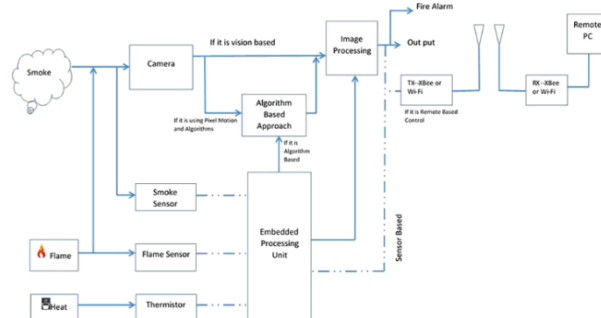 Fire Alarm
Remote
PC
If it is vision based
Image
Processing
Out put
Smoke
Camera
TX-XBee or
Wi-Fi
RX-XBee
or Wi-Fi
Algorithm
Based
Approach
If it is using Pixel Motion
and Algorithms
If it is Remate Based
Control
If it is
Algorithm
Based
Smoke
Sensor
Embedded
Processing
Unit
Sensor Based
Flame
Flame Sensor
Heat
Thermistor